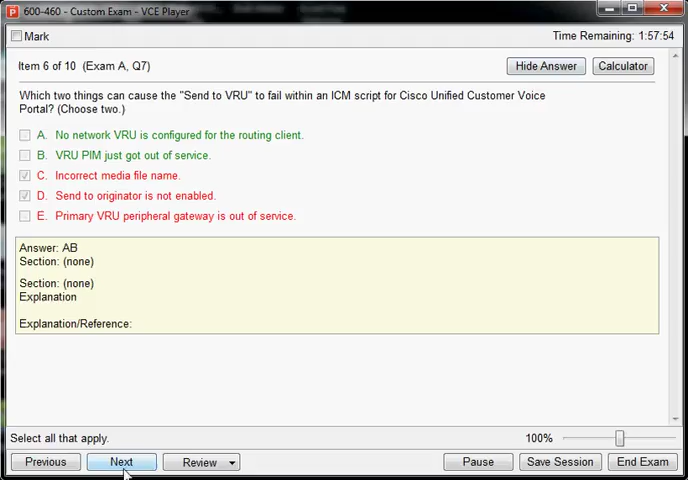 600-460 - Custom Exam - VCE Player
Mark
Time Remaining: 1:57:54
Item 6 of 10 (Exam A, Q7)
Hide Answer
Calculator
Which two things can cause the "Send to VRU" to fail within an ICM script for Cisco Unified Customer Voice
Portal? (Choose two.)
A. No network VRU is configured for the routing client.
B. VRU PIM just got out of service.
C. Incorrect media file name.
D. Send to originator is not enabled.
E. Primary VRU peripheral gateway is out of service.
Answer: AB
Section: (none)
Section: (none)
Explanation
Explanation/Reference:
Select all that apply.
100%
Previous
Next
Review
Pause
Save Session
End Exam